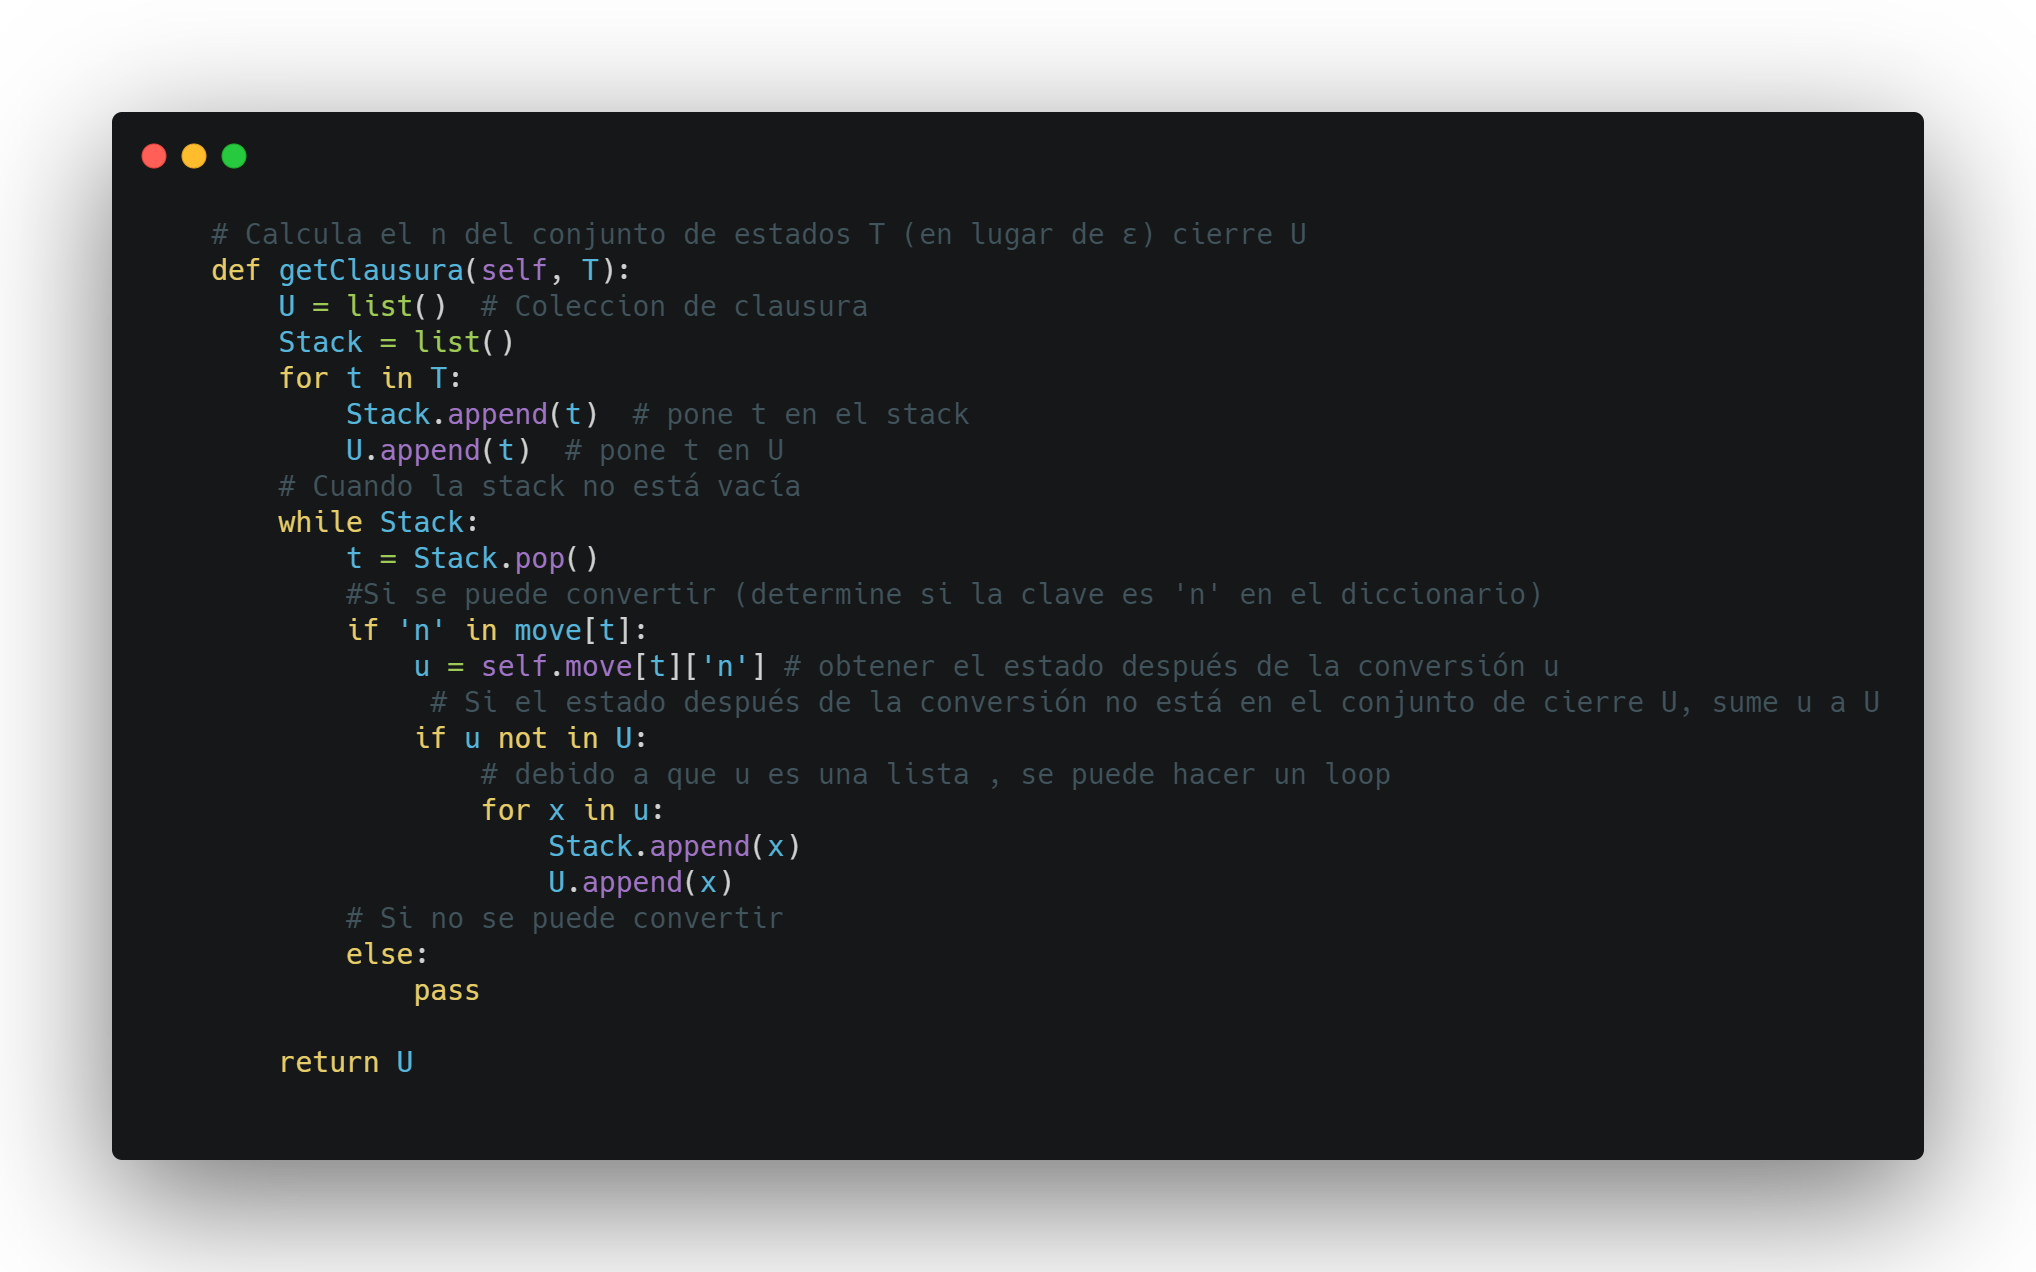 # Calcula el n del conjunto de estados T (en lugar de ε) cierre U
def getClausura(self, T):
    U = list()  # Coleccion de clausura
    Stack = list()
    for t in T:
        Stack.append(t)  # pone t en el stack
        U.append(t)  # pone t en U
    # Cuando la stack no está vacía
    while Stack:
        t = Stack.pop()
        #Si se puede convertir (determine si la clave es 'n' en el diccionario)
        if 'n' in move[t]:
            u = self.move[t]['n'] # obtener el estado después de la conversión u
             # Si el estado después de la conversión no está en el conjunto de cierre U, sume u a U
            if u not in U:
                # debido a que u es una lista , se puede hacer un loop
                for x in u:
                    Stack.append(x)
                    U.append(x)
        # Si no se puede convertir
        else:
            pass

    return U